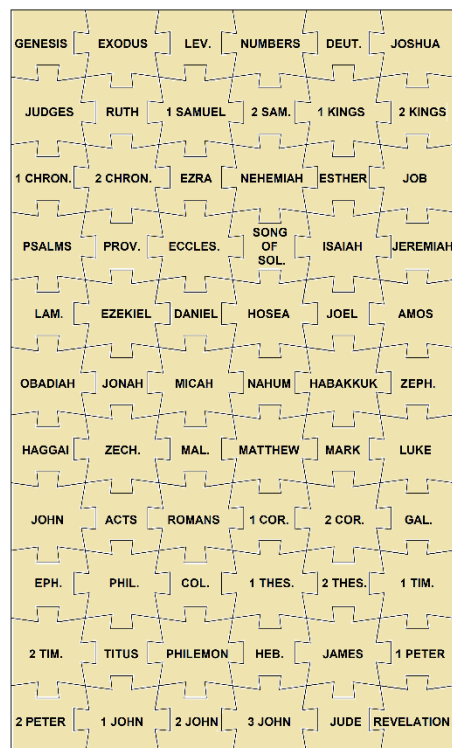 GENESIS EXODUS LEV. NUMBERS DEUT. JOSHUA
JUDGES RUTH 1 SAMUEL 2 SAM. 1 KINGS 2 KINGS
1 CHRON. 2 CHRON. EZRA NEHEMIAH ESTHER JOB
PSALMS PROV. ECCLES. SONG OF SOL. ISAIAH JEREMIAH
LAM. EZEKIEL DANIEL HOSEA JOEL AMOS
OBADIAH JONAH MICAH NAHUM HABAKKUK ZEPH.
HAGGAI ZECH. MAL. MATTHEW MARK LUKE
JOHN ACTS ROMANS 1 COR. 2 COR. GAL.
EPH. PHIL. COL. 1 THES. 2 THES. 1 TIM.
2 TIM. TITUS PHILEMON HEB. JAMES 1 PETER
2 PETER 1 JOHN 2 JOHN 3 JOHN JUDE REVELATION